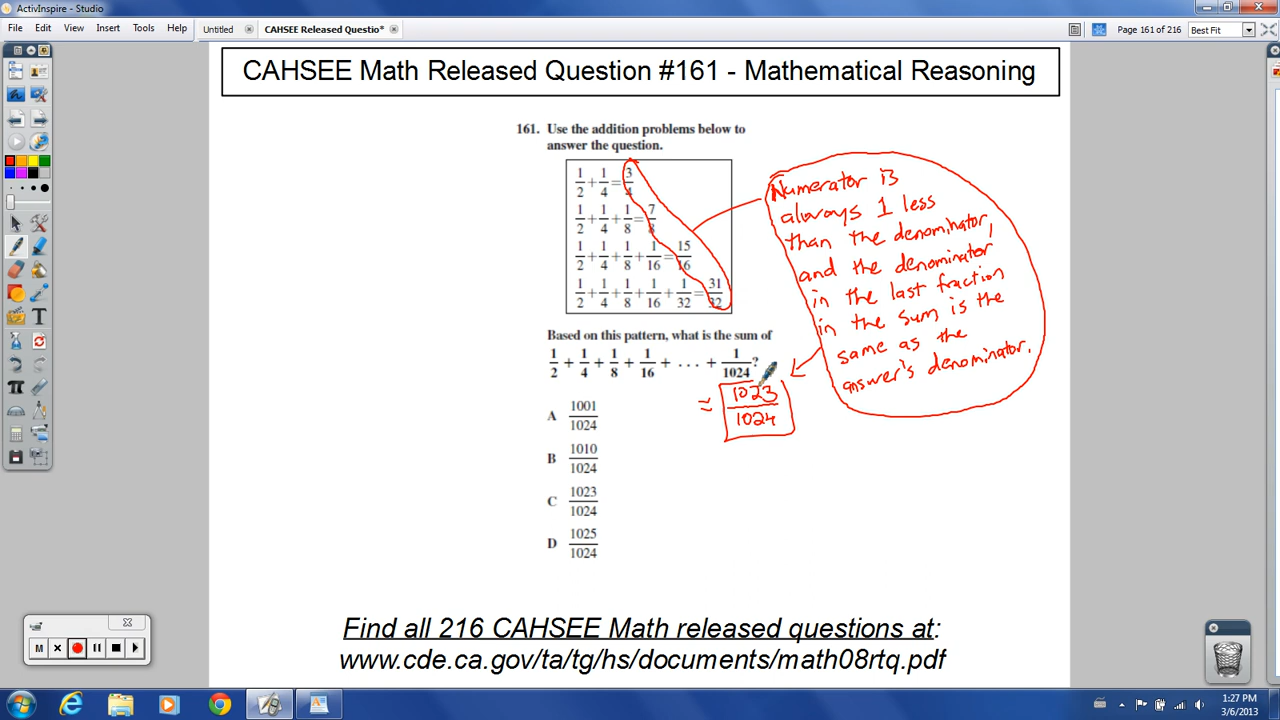 ActivInspire - Studio
File Edit View Insert Tools Help
Untitled
CAHSEE Released Questio*
Page 161 of 216
Best Fit
CAHSEE Math Released Question #161 - Mathematical Reasoning
161. Use the addition problems below to
answer the question.
1/2 + 1/4 = 3/4
1/2 + 1/4 + 1/8 = 7/8
1/2 + 1/4 + 1/8 + 1/16 = 15/16
1/2 + 1/4 + 1/8 + 1/16 + 1/32 = 31/32
Based on this pattern, what is the sum of
1/2 + 1/4 + 1/8 + 1/16 + . . . + 1/1024?
= 1023/1024
A 1001/1024
B 1010/1024
C 1023/1024
D 1025/1024
Numerator is
always 1 less
than the denominator,
and the denominator
in the last fraction
in the sum is the
same as the
answer's denominator.
Find all 216 CAHSEE Math released questions at:
www.cde.ca.gov/ta/tg/hs/documents/math08rtq.pdf
M
1:27 PM
3/6/2013